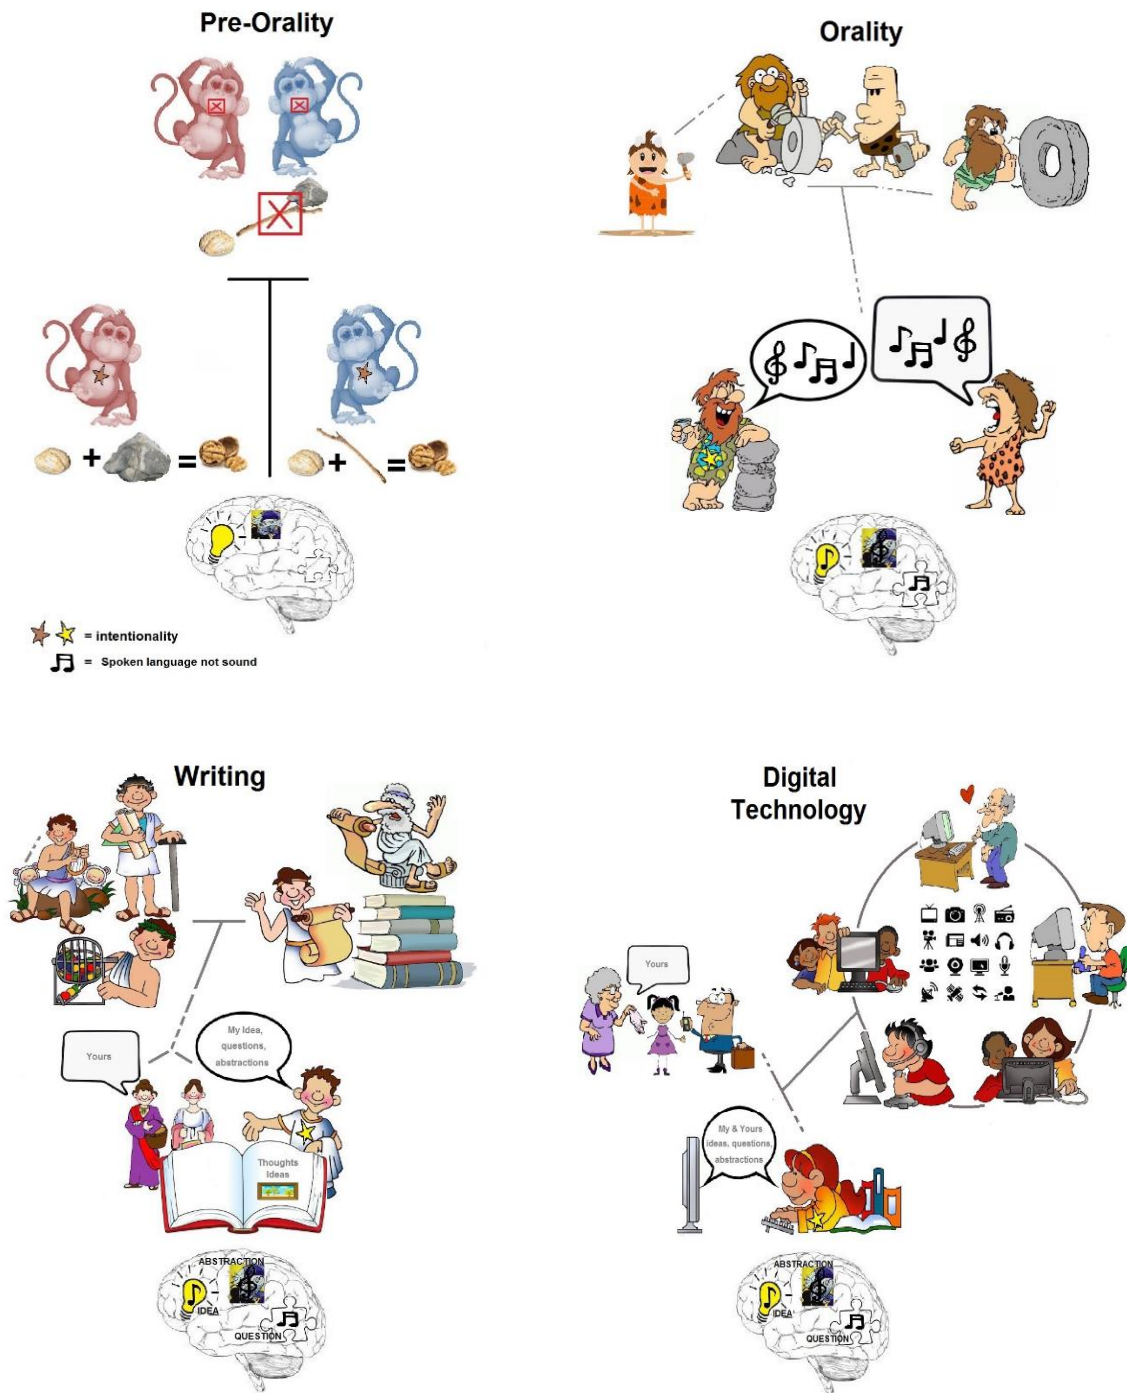 Pre-Orality
+ =
+ =
= intentionality
= Spoken language not sound
Orality
Writing
Yours
My Idea,
questions,
abstractions
Thoughts
Ideas
ABSTRACTION
IDEA
QUESTION
Digital
Technology
Yours
My & Yours
ideas, questions,
abstractions
ABSTRACTION
IDEA
QUESTION